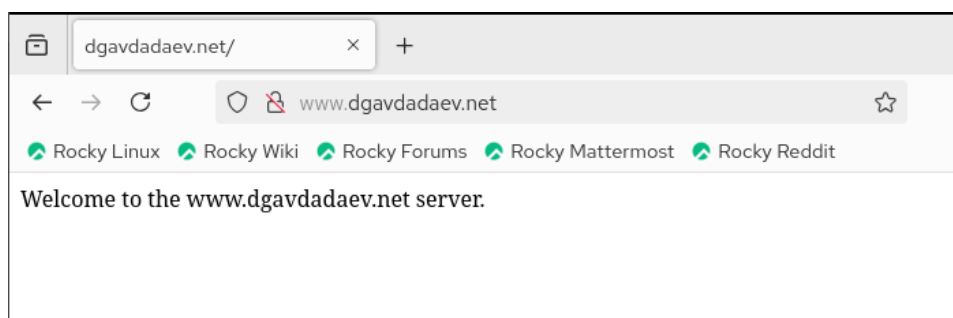 dgavdadaev.net/
www.dgavdadaev.net
Rocky Linux Rocky Wiki Rocky Forums Rocky Mattermost Rocky Reddit
Welcome to the www.dgavdadaev.net server.